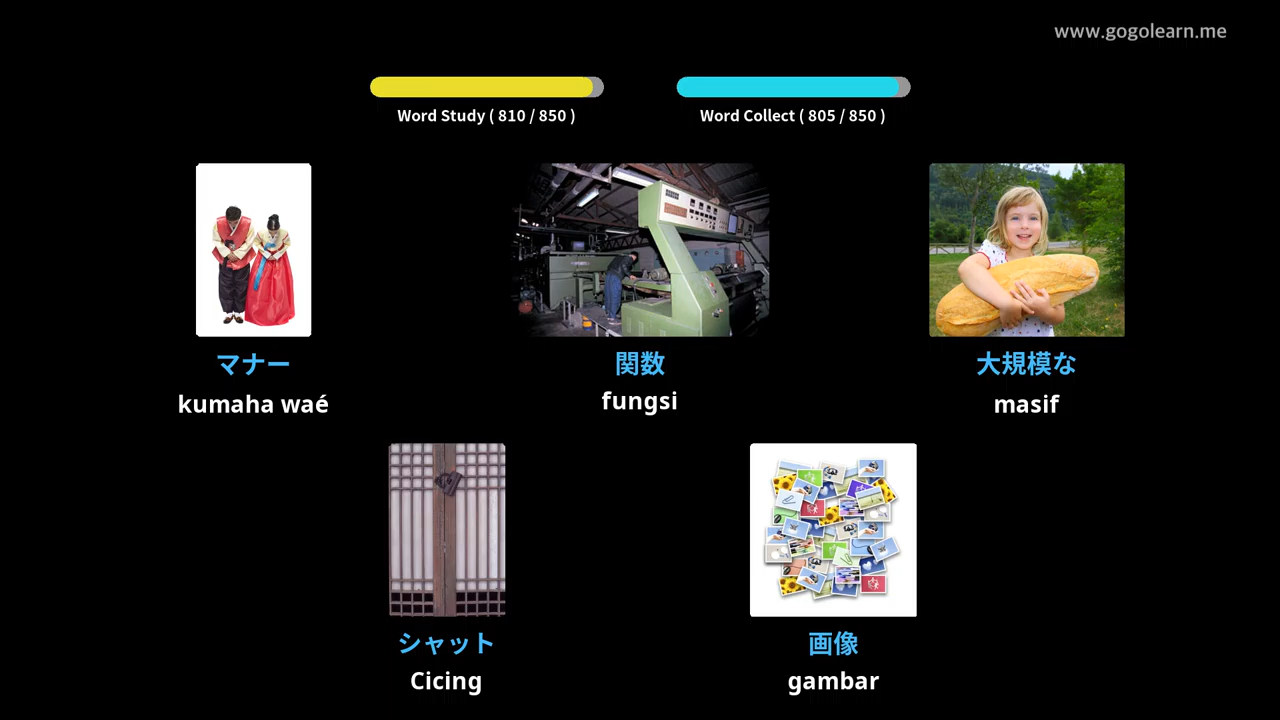 www.gogolearn.me
Word Study ( 810 / 850 )
Word Collect ( 805 / 850 )
マナー
kumaha waé
関数
fungsi
大規模な
masif
シャット
Cicing
画像
gambar